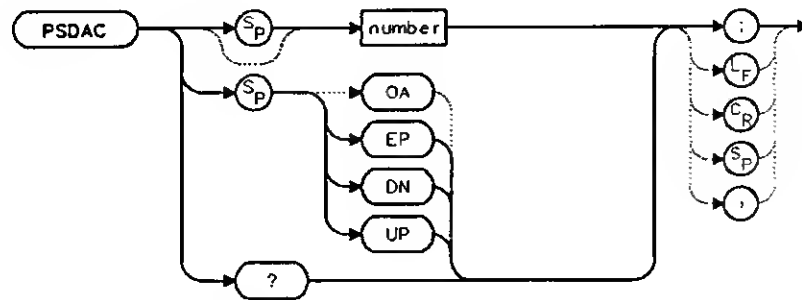 PSDAC SP number ;
LF
SP OA
CR
EP
SP
DN
,
UP
?